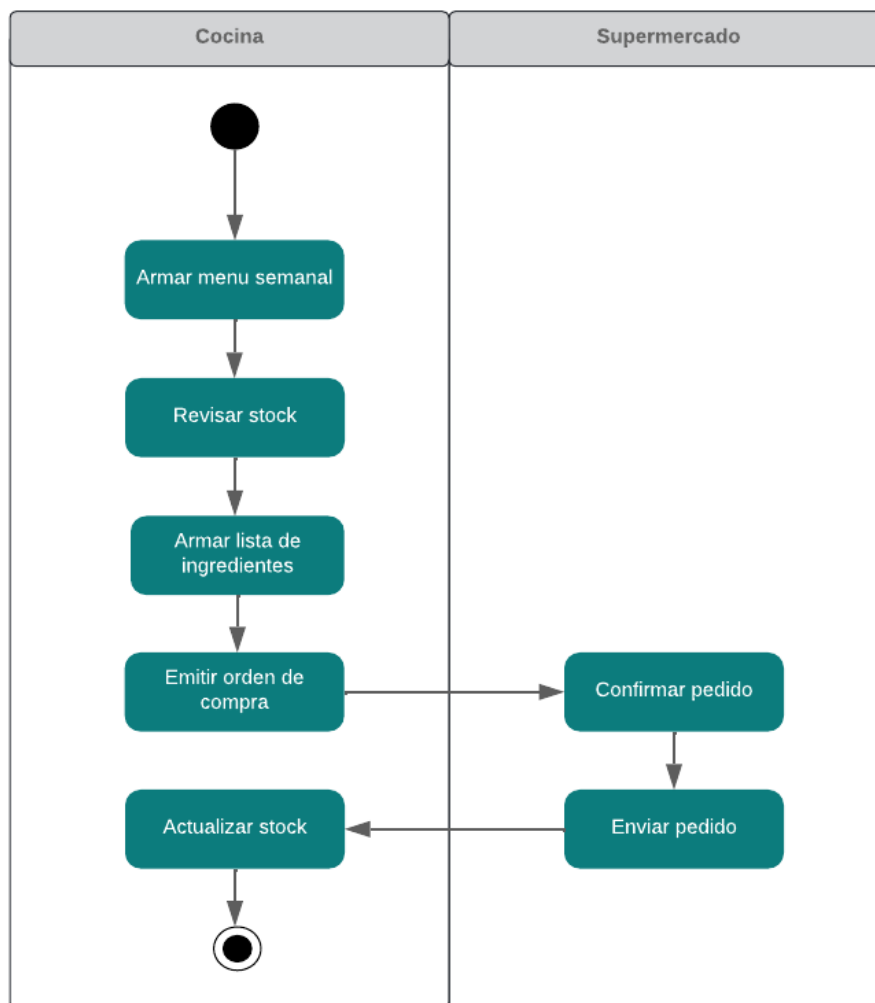 Cocina
Supermercado
Armar menu semanal
Revisar stock
Armar lista de
ingredientes
Emitir orden de
compra
Confirmar pedido
Actualizar stock
Enviar pedido